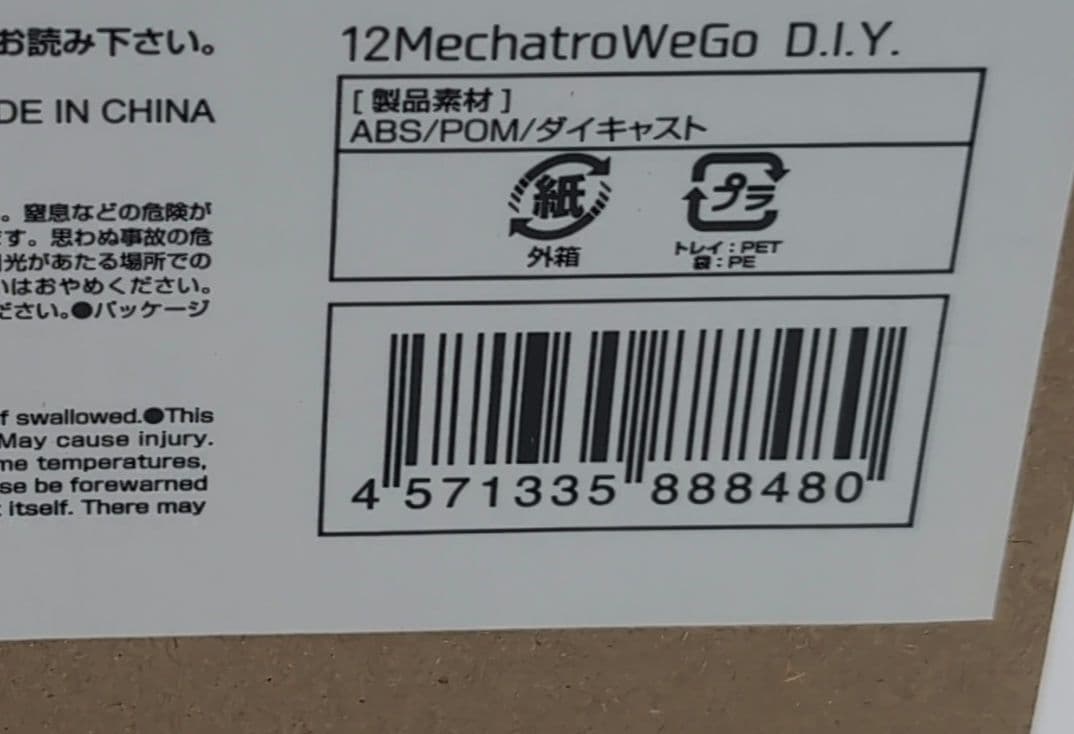 お読み下さい。
DE IN CHINA
。窒息などの危険が
す。思わぬ事故の危
光があたる場所での
はおやめください。
ださい。●パッケージ
f swallowed.●This
May cause injury.
me temperatures,
se be forewarned
itself. There may
12MechatroWeGo D.I.Y.
[製品素材]
ABS/POM/ダイキャスト
紙
外箱
プラ
トレイ:PET
袋:PE
4 571335 888480